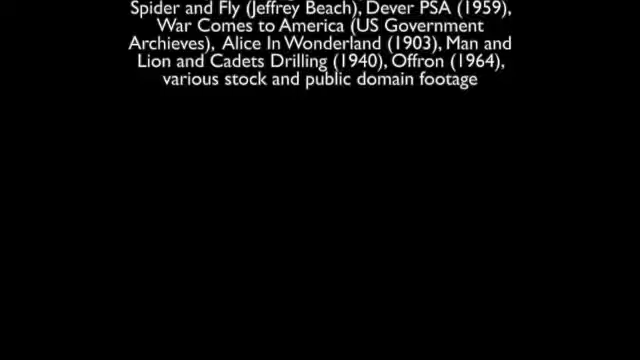 Spider and Fly (Jeffrey Beach), Dever PSA (1959),
War Comes to America (US Government
Archieves), Alice In Wonderland (1903), Man and
Lion and Cadets Drilling (1940), Offron (1964),
various stock and public domain footage